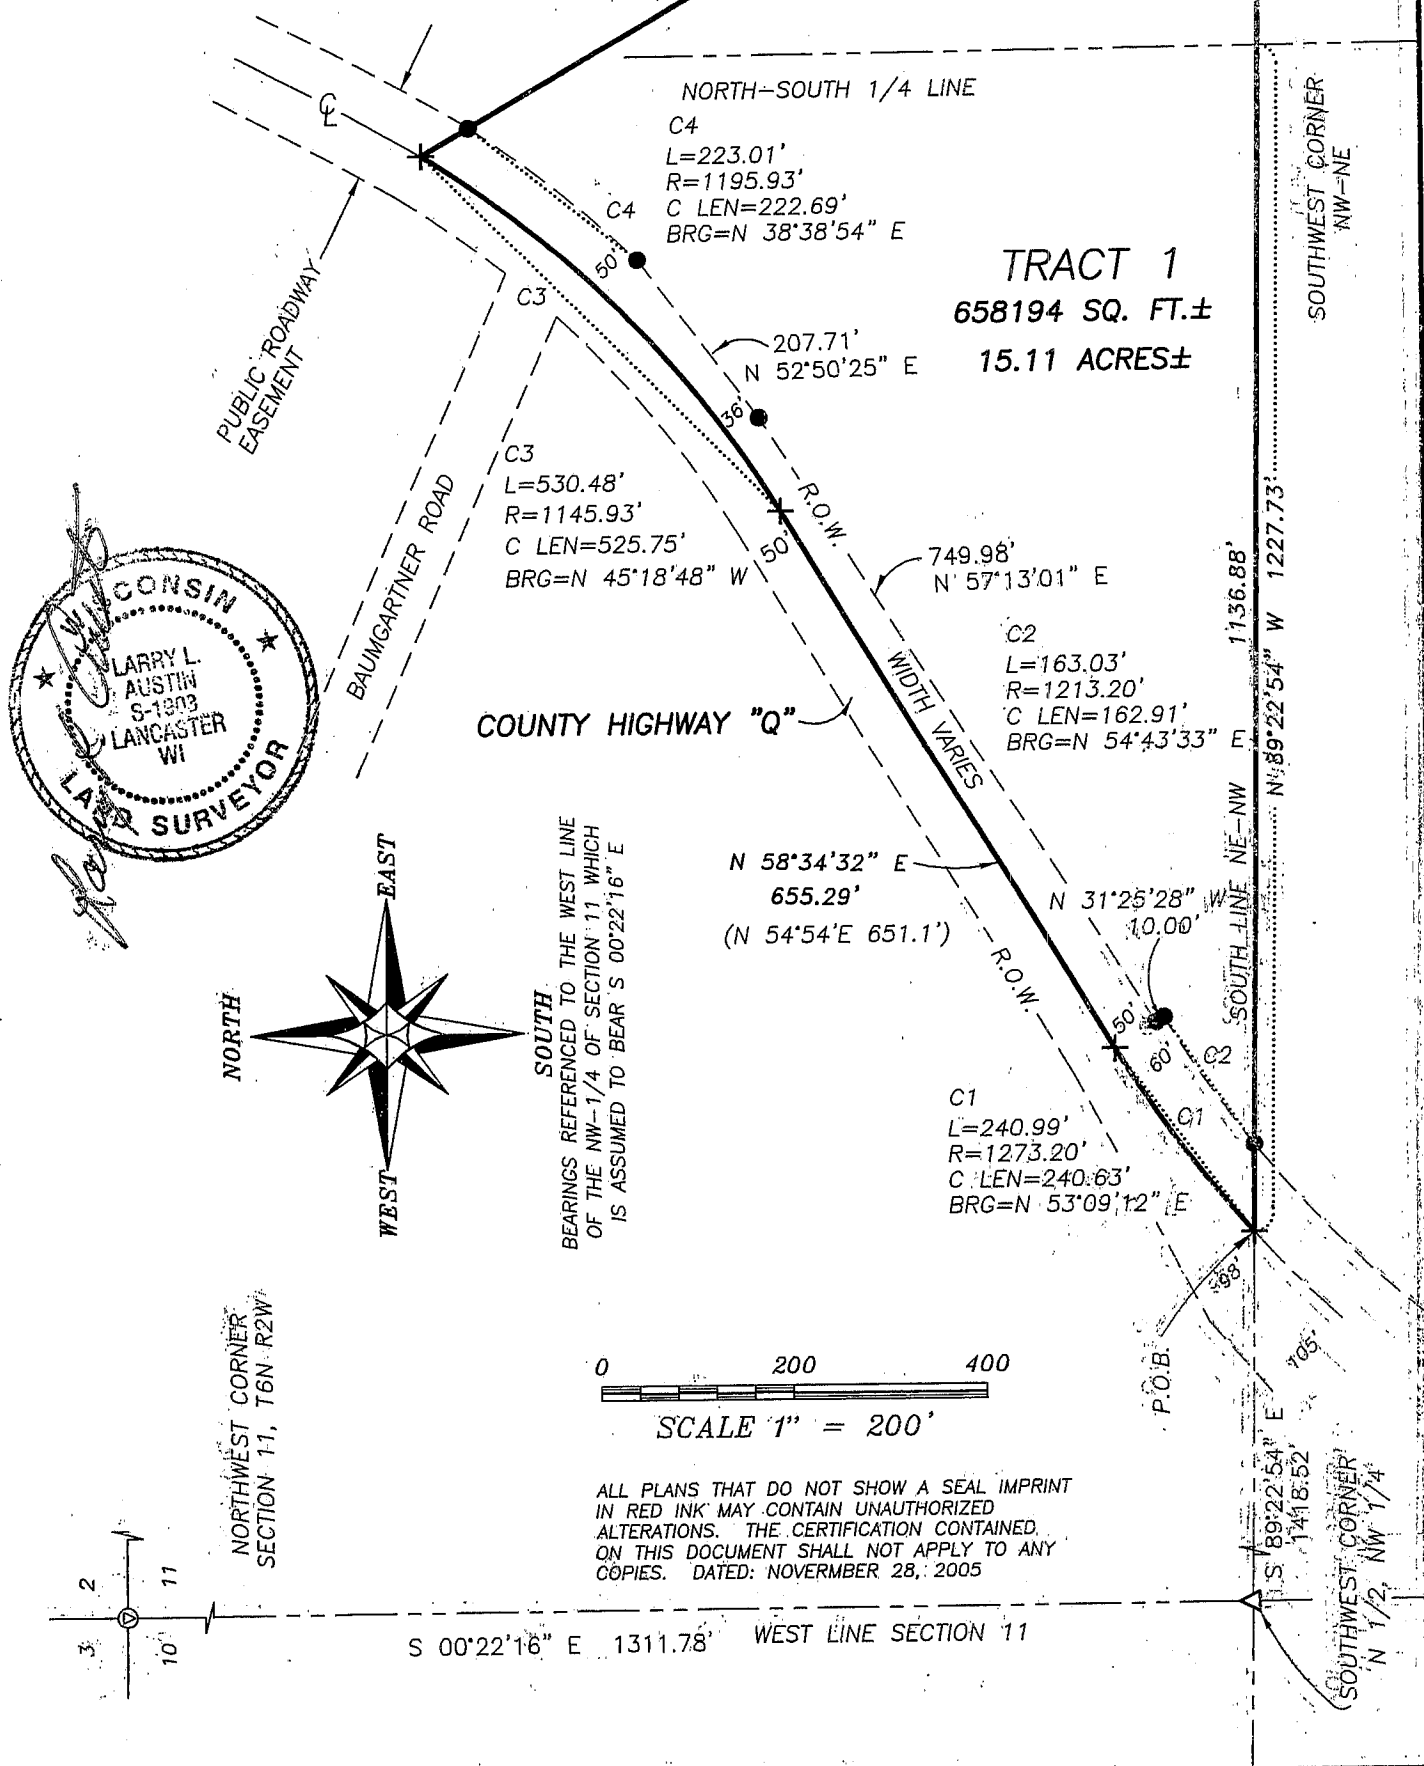 NORTH-SOUTH 1/4 LINE
C4
L=223.01'
R=1195.93'
C LEN=222.69'
BRG=N 38°38'54" E
C4
50'
C3
TRACT 1
658194 SQ. FT.±
15.11 ACRES±
SOUTHWEST CORNER
NW-NE
PUBLIC ROADWAY
EASEMENT
207.71'
N 52°50'25" E
36'
C3
L=530.48'
R=1145.93'
C LEN=525.75'
BRG=N 45°18'48" W
R.O.W.
50'
BAUMGARTNER ROAD
749.98'
N 57°13'01" E
C2
L=163.03'
R=1213.20'
C LEN=162.91'
BRG=N 54°43'33" E
1136.88'
N 89°22'54" W 1227.73'
WISCONSIN
LARRY L.
AUSTIN
S-1803
LANCASTER
WI
LAND SURVEYOR
COUNTY HIGHWAY "Q"
WIDTH VARIES
SOUTH LINE NE-NW
N 58°34'32" E
655.29'
(N 54°54'E 651.1')
N 31°25'28" W
10.00'
R.O.W.
EAST
NORTH
SOUTH
WEST
BEARINGS REFERENCED TO THE WEST LINE
OF THE NW-1/4 OF SECTION 11 WHICH
IS ASSUMED TO BEAR S 00°22'16" E
50'
60'
C2
C1
C1
L=240.99'
R=1273.20'
C LEN=240.63'
BRG=N 53°09'12" E
98'
105'
P.O.B.
NORTHWEST CORNER
SECTION 11, T6N R2W
0 200 400
SCALE 1" = 200'
ALL PLANS THAT DO NOT SHOW A SEAL IMPRINT
IN RED INK MAY CONTAIN UNAUTHORIZED
ALTERATIONS. THE CERTIFICATION CONTAINED
ON THIS DOCUMENT SHALL NOT APPLY TO ANY
COPIES. DATED: NOVERMBER 28, 2005
S 89°22'54" E
1418.52'
SOUTHWEST CORNER
N 1/2, NW 1/4
2
11
3
10
S 00°22'16" E 1311.78'
WEST LINE SECTION 11